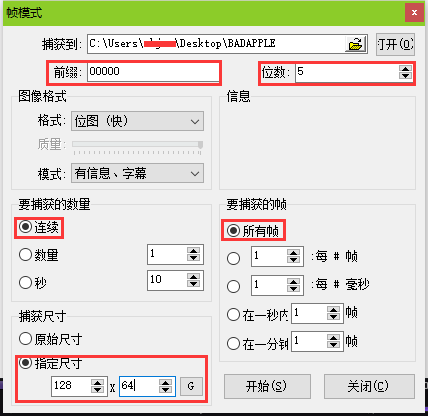 帧模式
捕获到: C:\Users\ \Desktop\BADAPPLE 打开(O)
前缀: 00000 位数: 5
图像格式 信息
格式: 位图（快）
质量:
模式: 有信息、字幕
要捕获的数量 要捕获的帧
连续 所有帧
数量 1 1 :每 # 帧
秒 10 1 :每 # 毫秒
捕获尺寸 在一秒内 1 帧
原始尺寸 在一分钟 1 帧
指定尺寸
128 X 64 G 开始(S) 关闭(C)